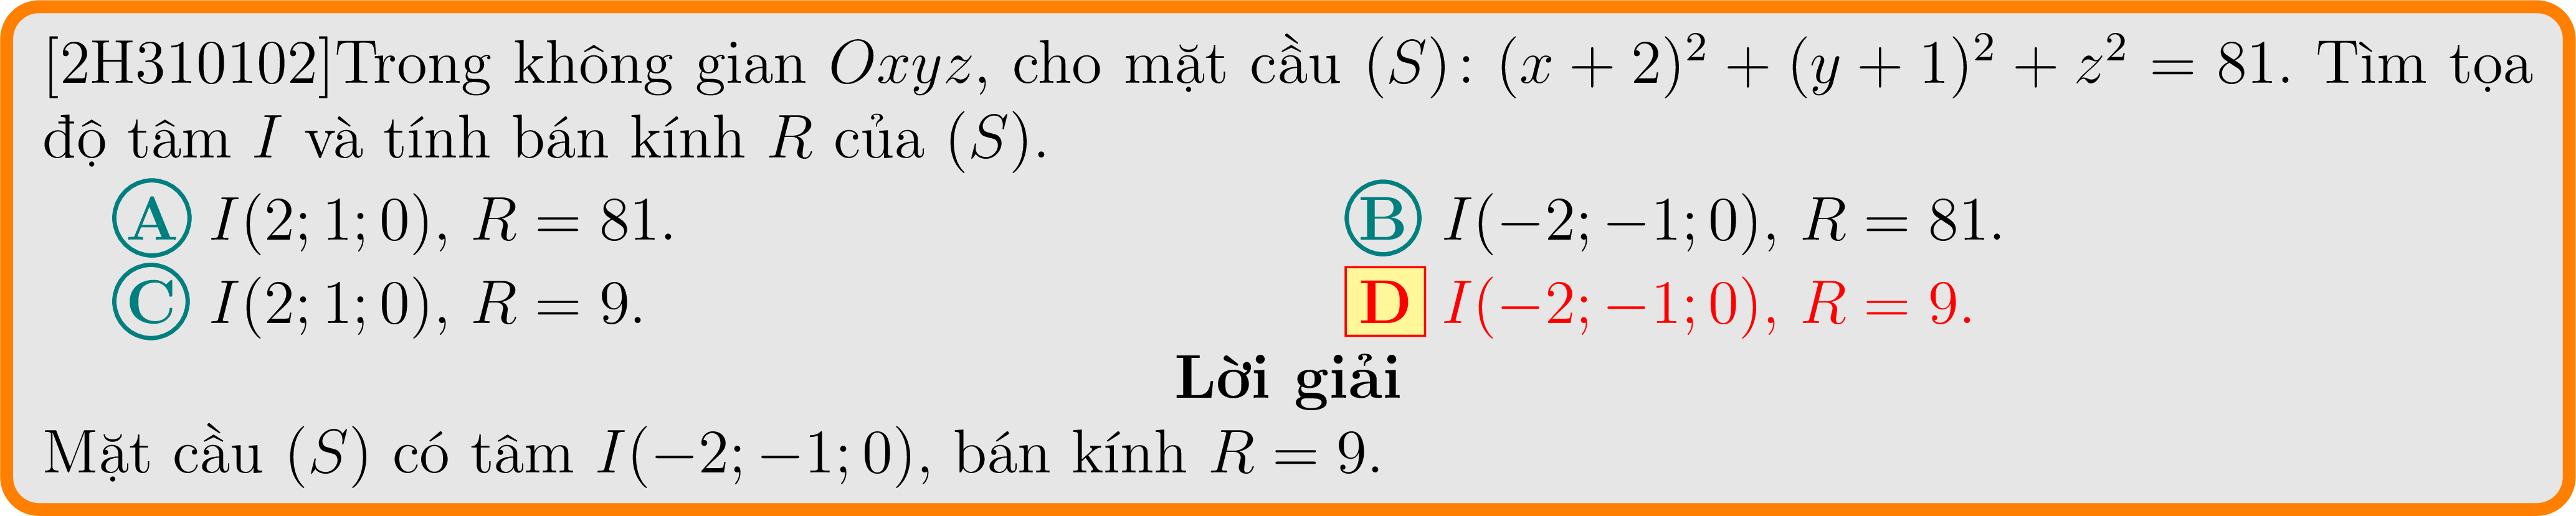 [2H310102]Trong không gian Oxyz, cho mặt cầu (S): (x + 2)² + (y + 1)² + z² = 81. Tìm tọa
độ tâm I và tính bán kính R của (S).
A I(2; 1; 0), R = 81.
B I(−2; −1; 0), R = 81.
C I(2; 1; 0), R = 9.
D I(−2; −1; 0), R = 9.
Lời giải
Mặt cầu (S) có tâm I(−2; −1; 0), bán kính R = 9.